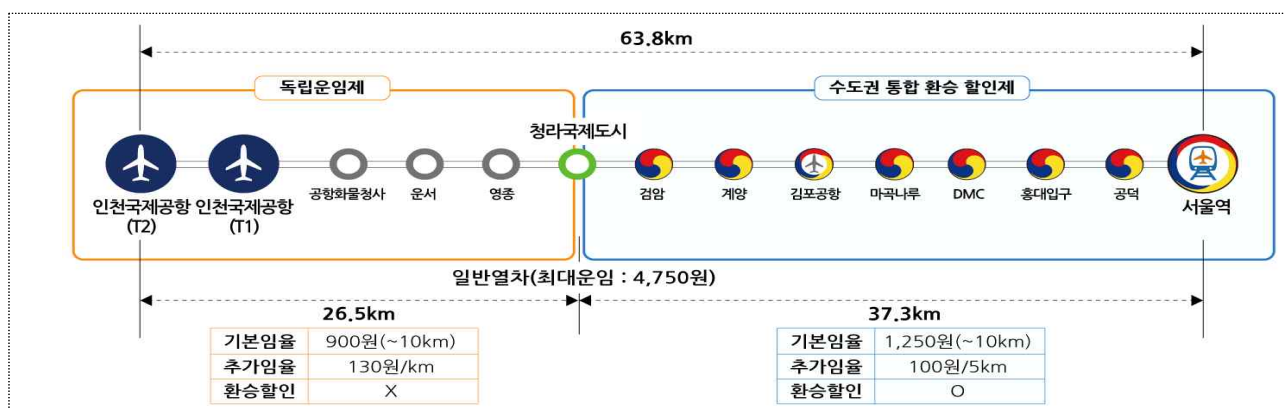 63.8km
독립운임제
수도권 통합 환승 할인제
청라국제도시
인천국제공항
(T2)
인천국제공항
(T1)
공항화물청사
운서
영종
검암
계양
김포공항
마곡나루
DMC
홍대입구
공덕
서울역
일반열차(최대운임 : 4,750원)
26.5km
37.3km
기본임율 900원(~10km)
추가임율 130원/km
환승할인 X
기본임율 1,250원(~10km)
추가임율 100원/5km
환승할인 O